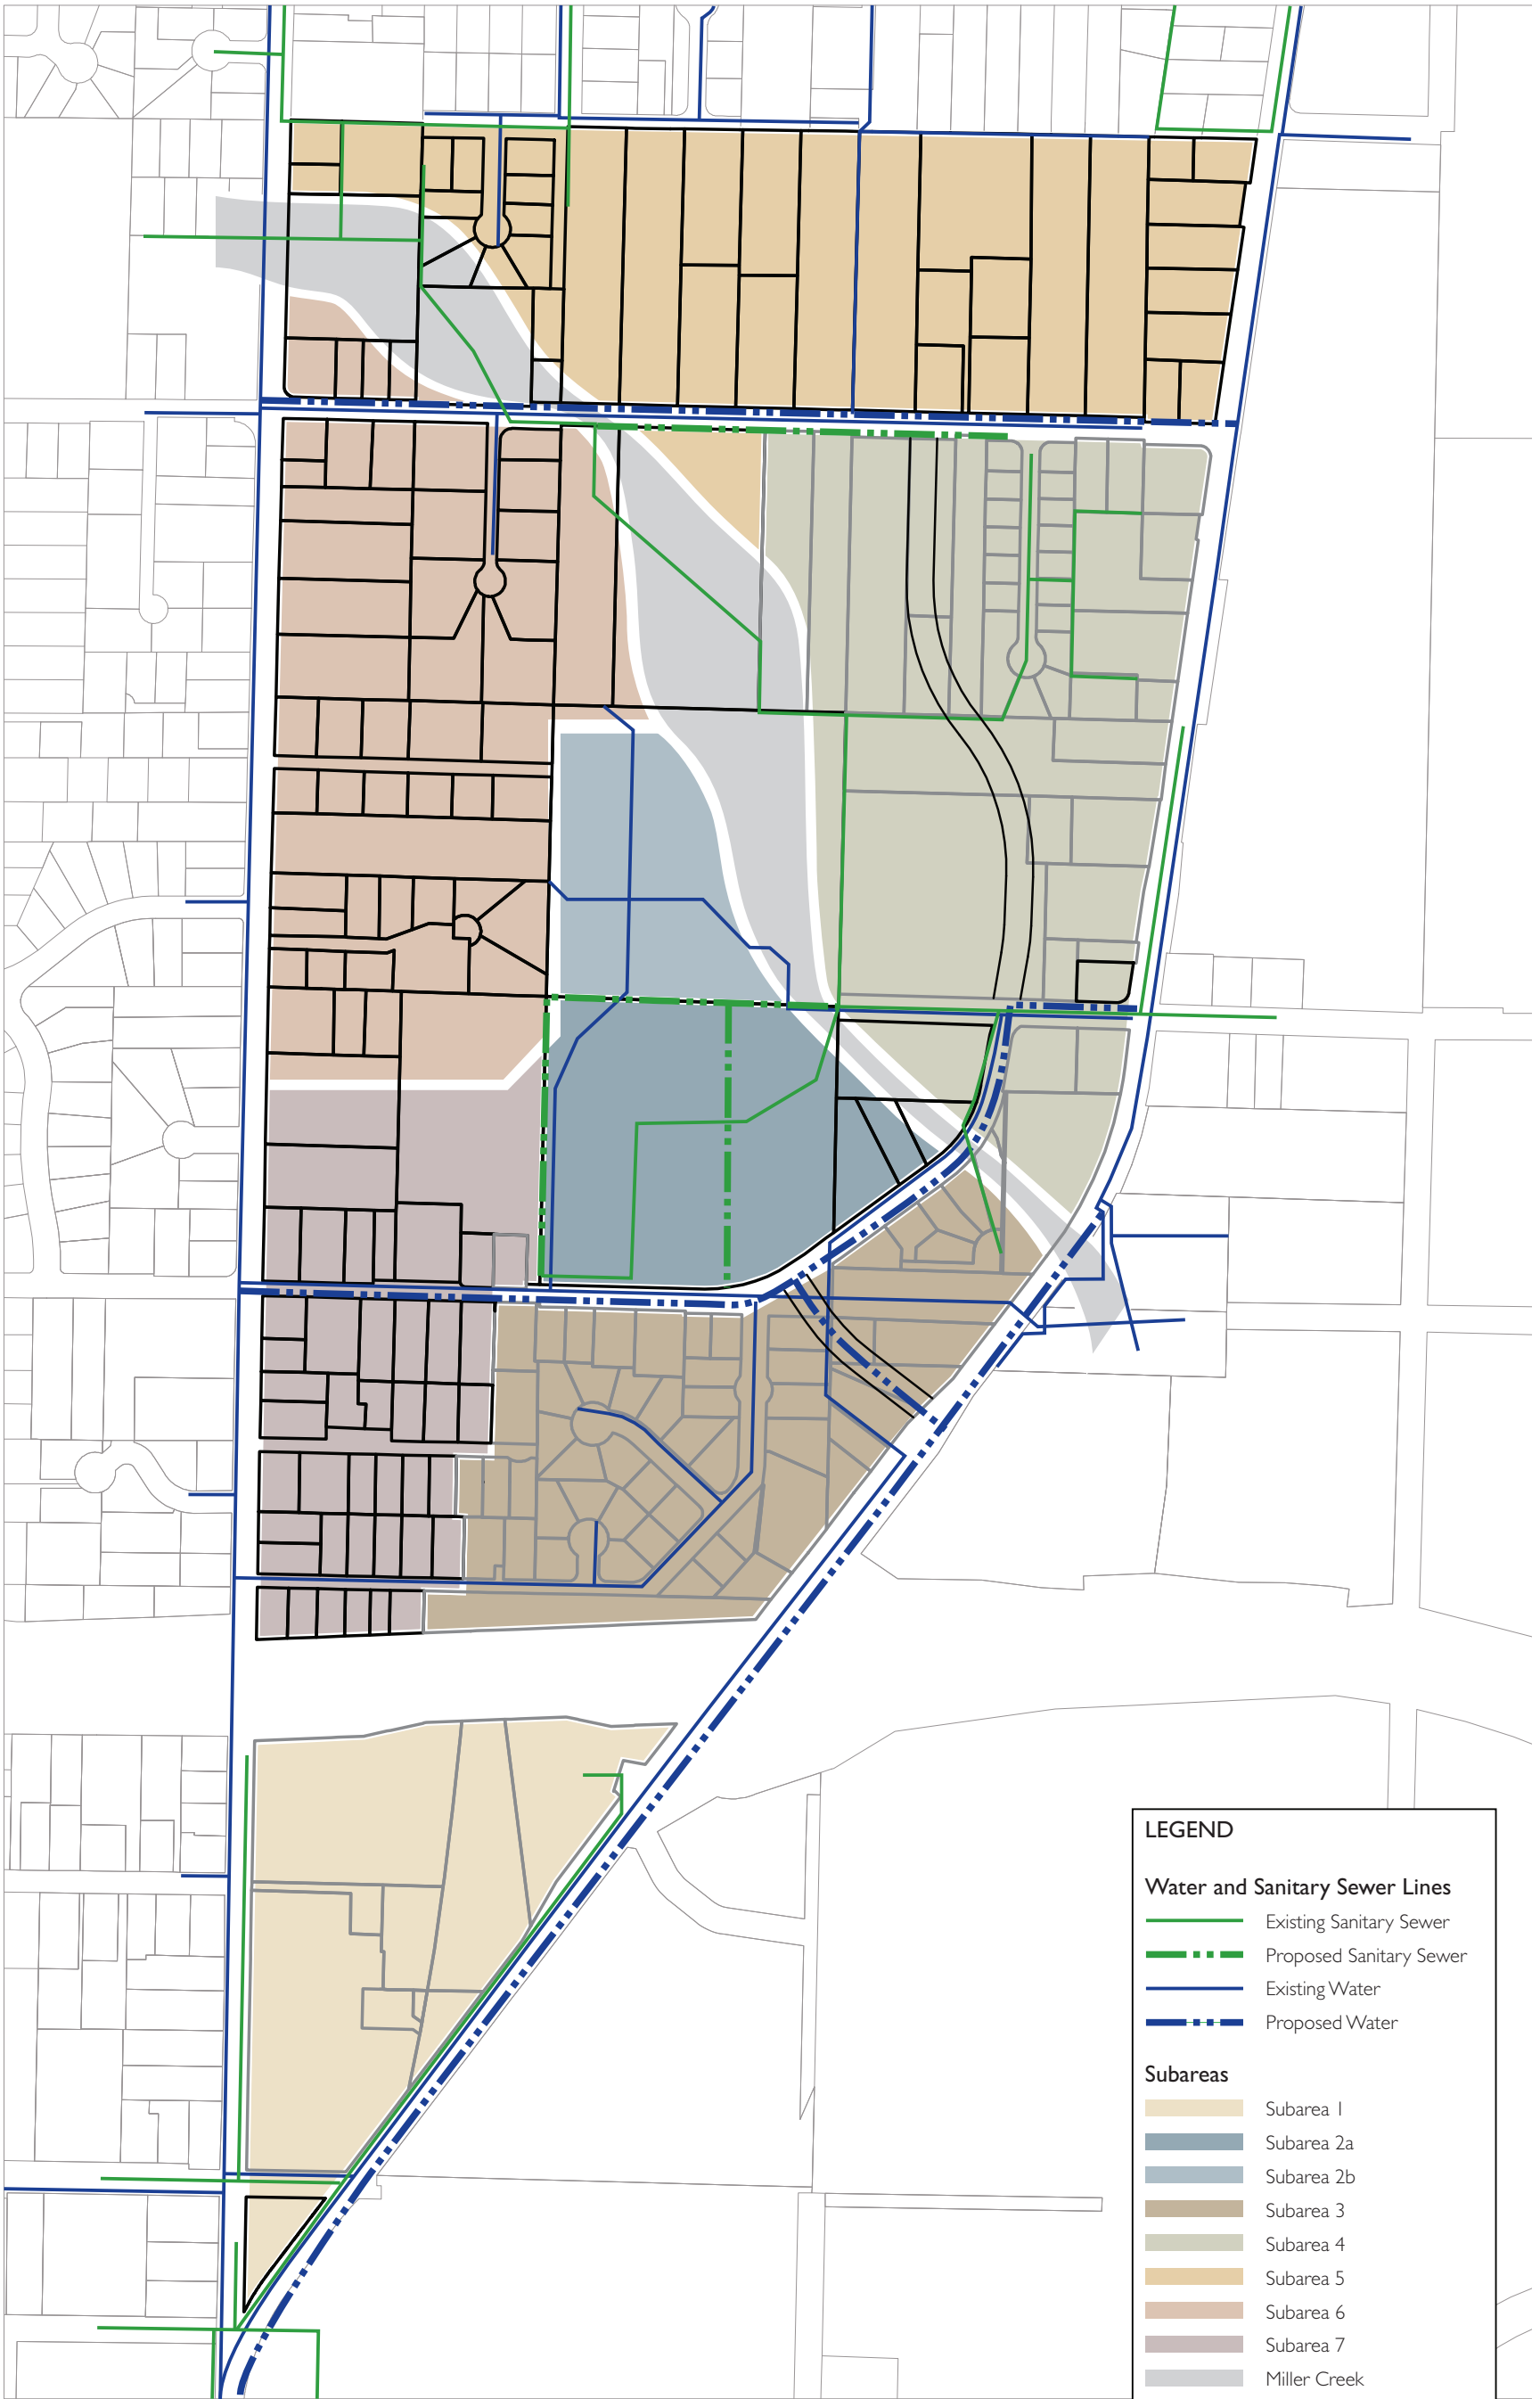 LEGEND
Water and Sanitary Sewer Lines
Existing Sanitary Sewer
Proposed Sanitary Sewer
Existing Water
Proposed Water
Subareas
Subarea 1
Subarea 2a
Subarea 2b
Subarea 3
Subarea 4
Subarea 5
Subarea 6
Subarea 7
Miller Creek